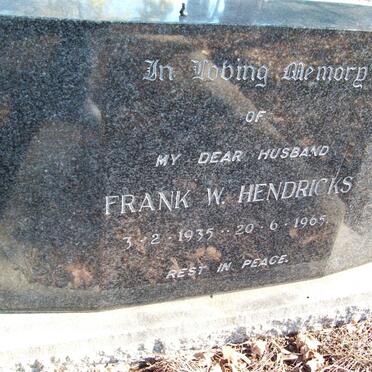 In Loving Memory
OF
MY DEAR HUSBAND
FRANK W. HENDRICKS
3-2-1935 - 20-6-1965.
REST IN PEACE.